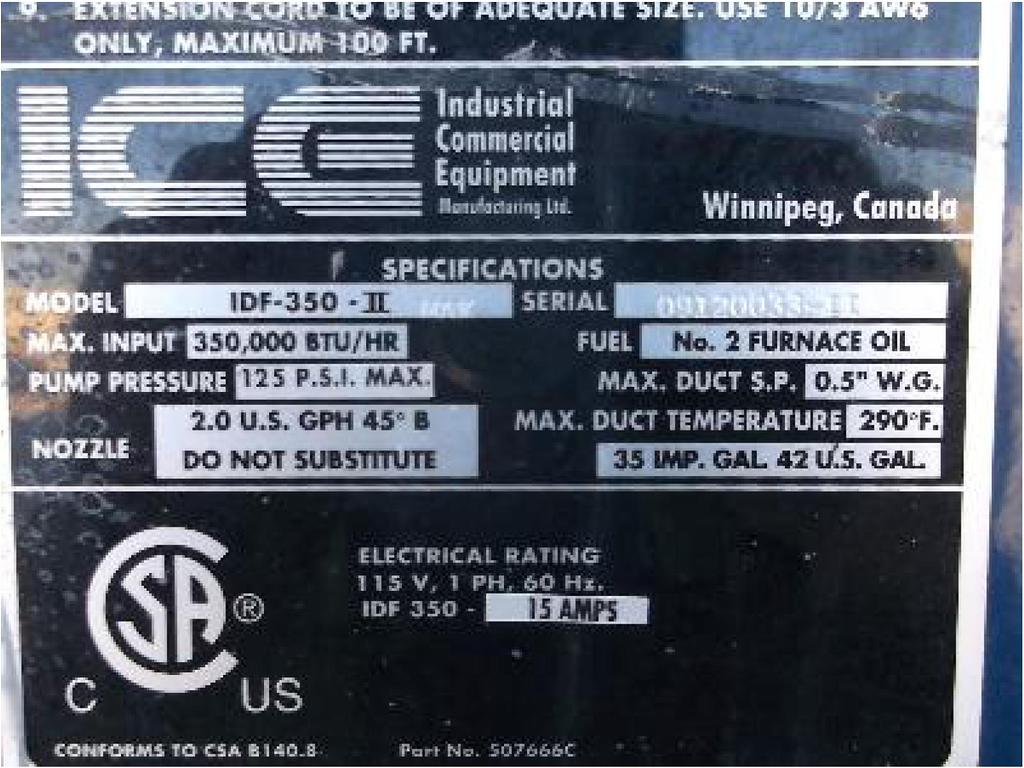 9. EXTENSION CORD TO BE OF ADEQUATE SIZE. USE 10/3 AWG
ONLY, MAXIMUM 100 FT.
ICE Industrial
Commercial
Equipment
Manufacturing Ltd.
Winnipeg, Canada
SPECIFICATIONS
MODEL IDF-350 - II MAX SERIAL 09120033-II
MAX. INPUT 350,000 BTU/HR FUEL No. 2 FURNACE OIL
PUMP PRESSURE 125 P.S.I. MAX. MAX. DUCT S.P. 0.5" W.G.
NOZZLE 2.0 U.S. GPH 45° B MAX. DUCT TEMPERATURE 290°F.
DO NOT SUBSTITUTE 35 IMP. GAL. 42 U.S. GAL.
ELECTRICAL RATING
115 V, 1 PH, 60 Hz.
IDF 350 - 15 AMPS
SA ®
C US
CONFORMS TO CSA B140.8 Part No. 507666C